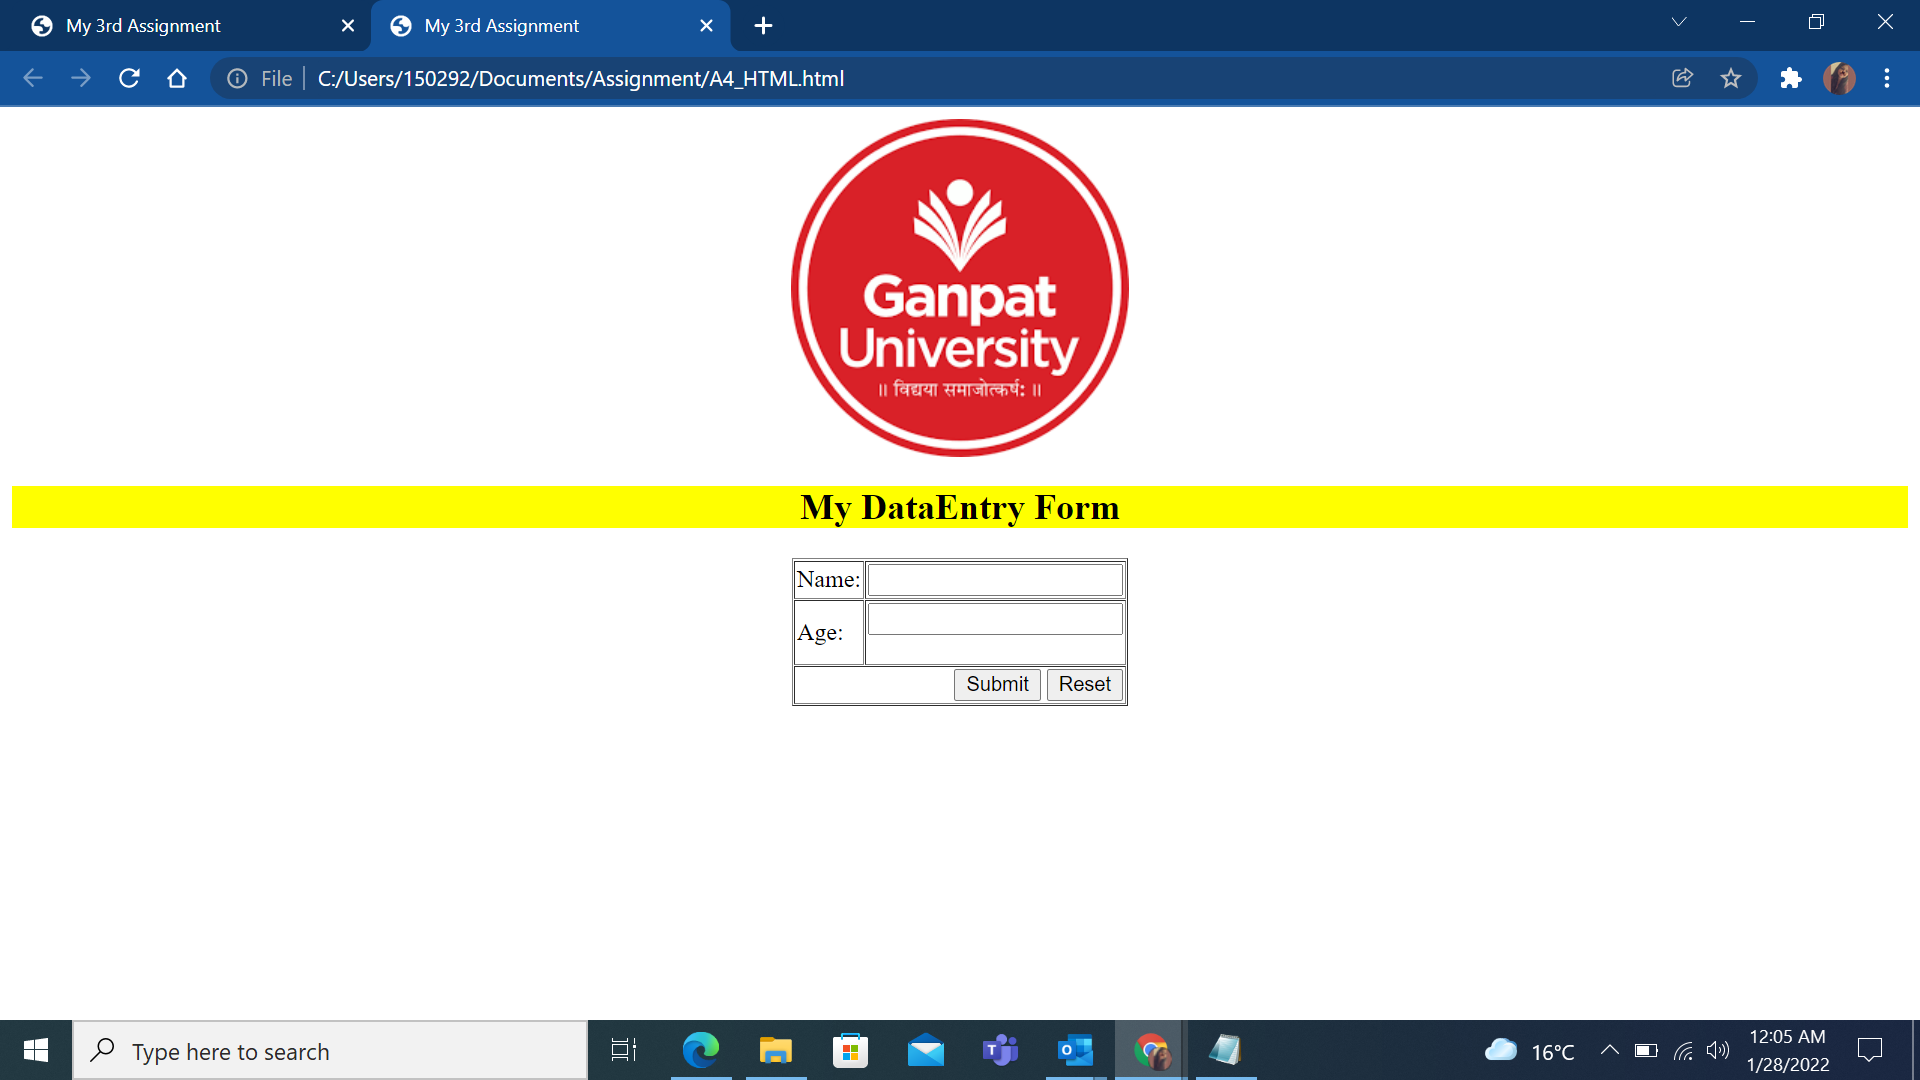 My 3rd Assignment
My 3rd Assignment
File
C:/Users/150292/Documents/Assignment/A4_HTML.html
Ganpat
University
॥ विद्यया समाजोत्कर्षः ॥
My DataEntry Form
Name:
Age:
Submit Reset
Type here to search
16°C
12:05 AM
1/28/2022